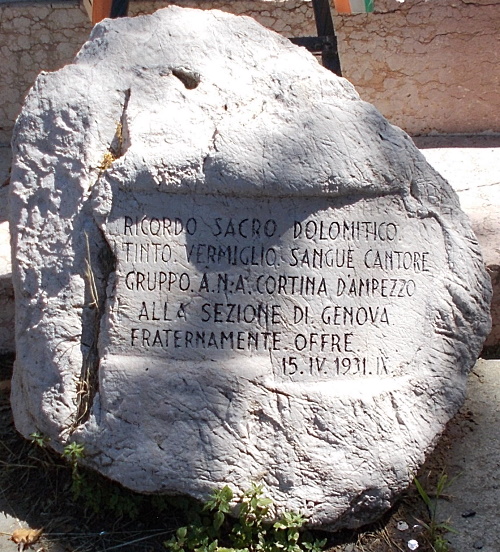 RICORDO SACRO DOLOMITICO
TINTO. VERMIGLIO. SANGUE CANTORE
GRUPPO. A.N.A. CORTINA D'AMPEZZO
ALLA SEZIONE DI GENOVA
FRATERNAMENTE. OFFRE.
15.IV.1931.IX.